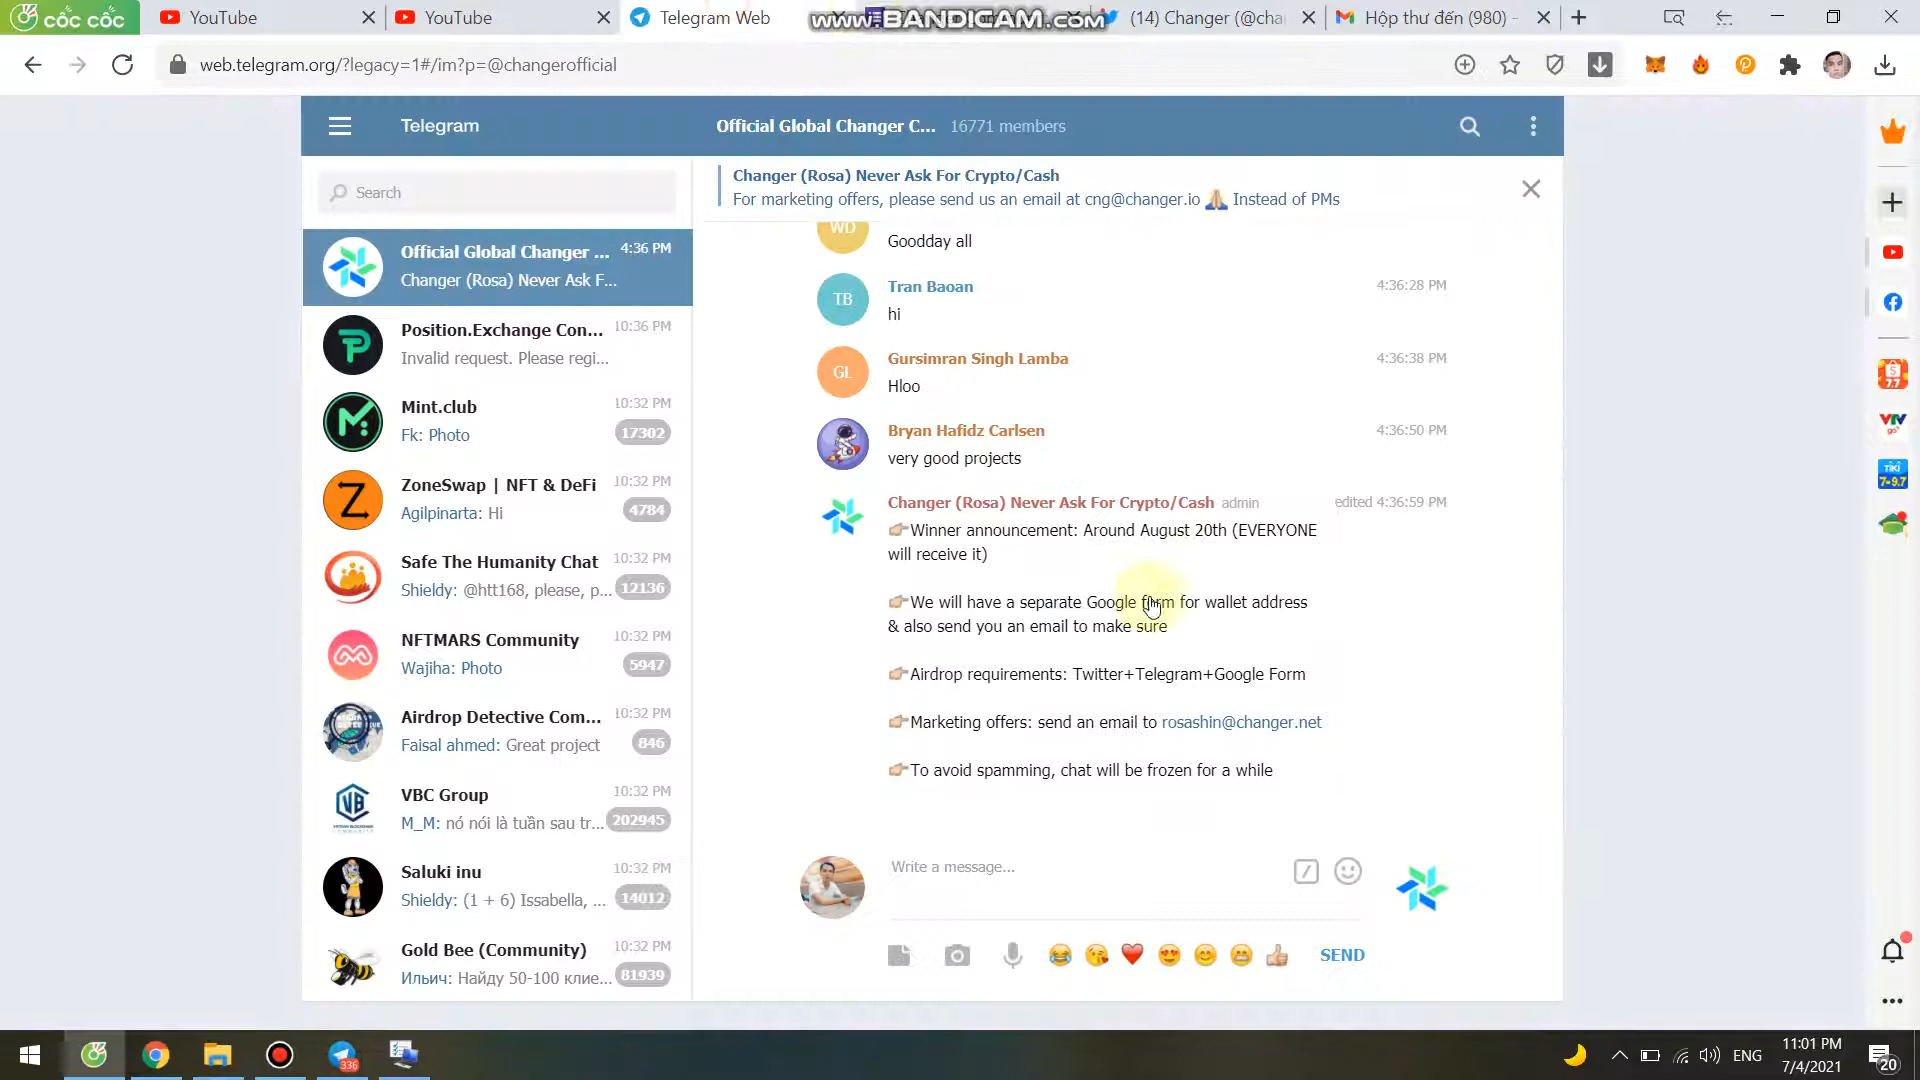 cốc cốc
YouTube
YouTube
Telegram Web
www.BANDICAM.com
(14) Changer (@cha
Hộp thư đến (980) -
web.telegram.org/?legacy=1#/im?p=@changerofficial
Telegram
Official Global Changer C... 16771 members
Search
Changer (Rosa) Never Ask For Crypto/Cash
For marketing offers, please send us an email at cng@changer.io 🙏 Instead of PMs
Official Global Changer ... 4:36 PM
Changer (Rosa) Never Ask F...
Position.Exchange Con... 10:36 PM
Invalid request. Please regi...
Mint.club 10:32 PM
Fk: Photo 17302
ZoneSwap | NFT & DeFi 10:32 PM
Agilpinarta: Hi 4784
Safe The Humanity Chat 10:32 PM
Shieldy: @htt168, please, p... 12136
NFTMARS Community 10:32 PM
Wajiha: Photo 5947
Airdrop Detective Com... 10:32 PM
Faisal ahmed: Great project 846
VBC Group 10:32 PM
M_M: nó nói là tuần sau tr... 202945
Saluki inu 10:32 PM
Shieldy: (1 + 6) Issabella, ... 14012
Gold Bee (Community) 10:32 PM
Ильич: Найду 50-100 клие... 81939
WD
Goodday all
TB
Tran Baoan 4:36:28 PM
hi
GL
Gursimran Singh Lamba 4:36:38 PM
Hloo
Bryan Hafidz Carlsen 4:36:50 PM
very good projects
Changer (Rosa) Never Ask For Crypto/Cash admin edited 4:36:59 PM
👉Winner announcement: Around August 20th (EVERYONE
will receive it)
👉We will have a separate Google form for wallet address
& also send you an email to make sure
👉Airdrop requirements: Twitter+Telegram+Google Form
👉Marketing offers: send an email to rosashin@changer.net
👉To avoid spamming, chat will be frozen for a while
Write a message...
SEND
7.7
VTV
go
TIKI
7-9.7
336
ENG
11:01 PM
7/4/2021
20